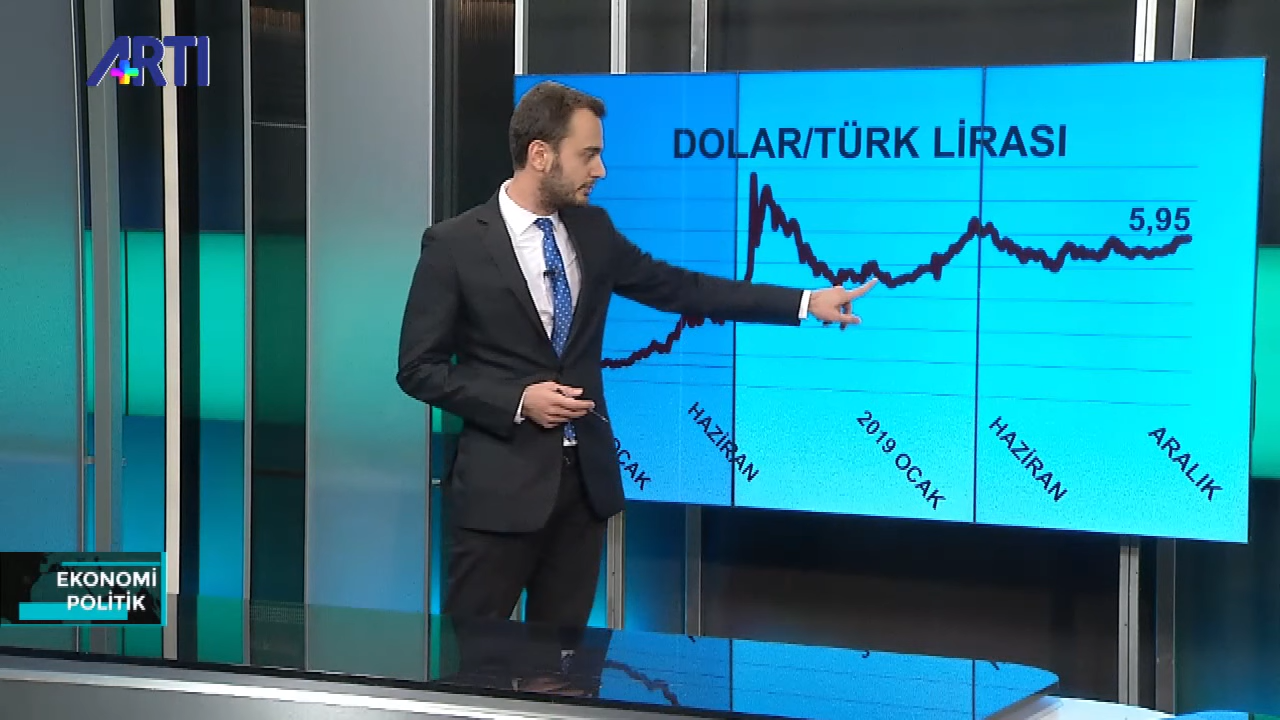 ARTI
DOLAR/TÜRK LİRASI
5,95
OCAK
HAZİRAN
2019 OCAK
HAZİRAN
ARALIK
EKONOMİ
POLİTİK